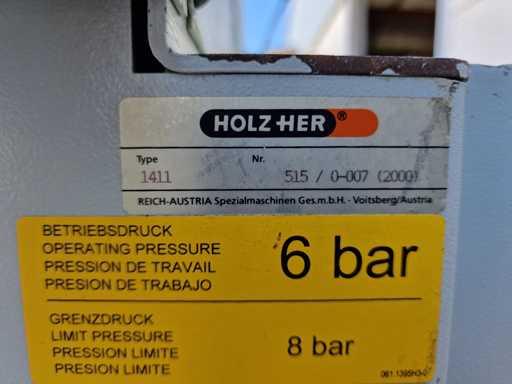 HOLZ-HER®
Type Nr.
1411 515 / 0-007 (2000)
REICH-AUSTRIA Spezialmaschinen Ges.m.b.H. - Voitsberg/Austria
BETRIEBSDRUCK
OPERATING PRESSURE
PRESSION DE TRAVAIL
PRESION DE TRABAJO
6 bar
GRENZDRUCK
LIMIT PRESSURE
PRESSION LIMITE
PRESION LIMITE
8 bar